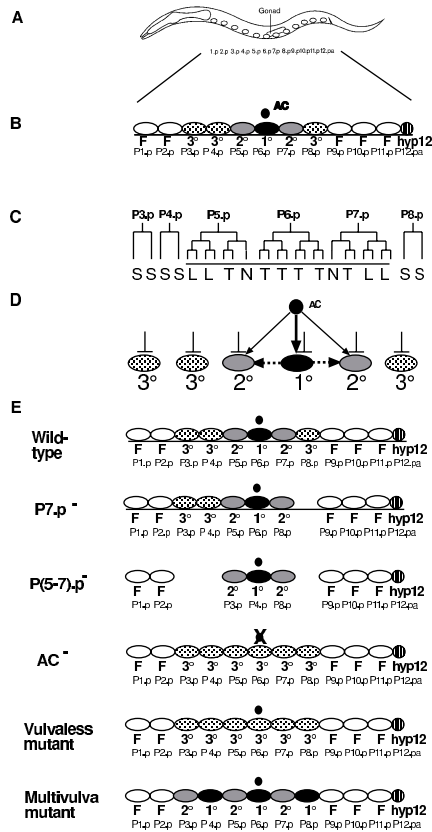 A
Gonad
1.p 2.p 3.p 4.p 5.p 6.p 7.p 8.p9.p10.p11.p12.pa
B
AC
F F 3° 3° 2° 1° 2° 3° F F F hyp12
P1.p P2.p P3.p P4.p P5.p P6.p P7.p P8.p P9.p P10.p P11.p P12.pa
C
P3.p P4.p P5.p P6.p P7.p P8.p
S S S S L L T N T T T T N T L L S S
D
AC
3° 3° 2° 1° 2° 3°
E
Wild-type
F F 3° 3° 2° 1° 2° 3° F F F hyp12
P1.p P2.p P3.p P4.p P5.p P6.p P7.p P8.p P9.p P10.p P11.p P12.pa
P7.p -
F F 3° 3° 2° 1° 2° F F F hyp12
P1.p P2.p P3.p P4.p P5.p P6.p P8.p P9.p P10.p P11.p P12.pa
P(5-7).p-
F F 2° 1° 2° F F F hyp12
P1.p P2.p P3.p P4.p P8.p P9.p P10.p P11.p P12.pa
X
AC -
F F 3° 3° 3° 3° 3° 3° F F F hyp12
P1.p P2.p P3.p P4.p P5.p P6.p P7.p P8.p P9.p P10.p P11.p P12.pa
Vulvaless
mutant
F F 3° 3° 3° 3° 3° 3° F F F hyp12
P1.p P2.p P3.p P4.p P5.p P6.p P7.p P8.p P9.p P10.p P11.p P12.pa
Multivulva
mutant
F F 2° 1° 2° 1° 2° 1° F F F hyp12
P1.p P2.p P3.p P4.p P5.p P6.p P7.p P8.p P9.p P10.p P11.p P12.pa